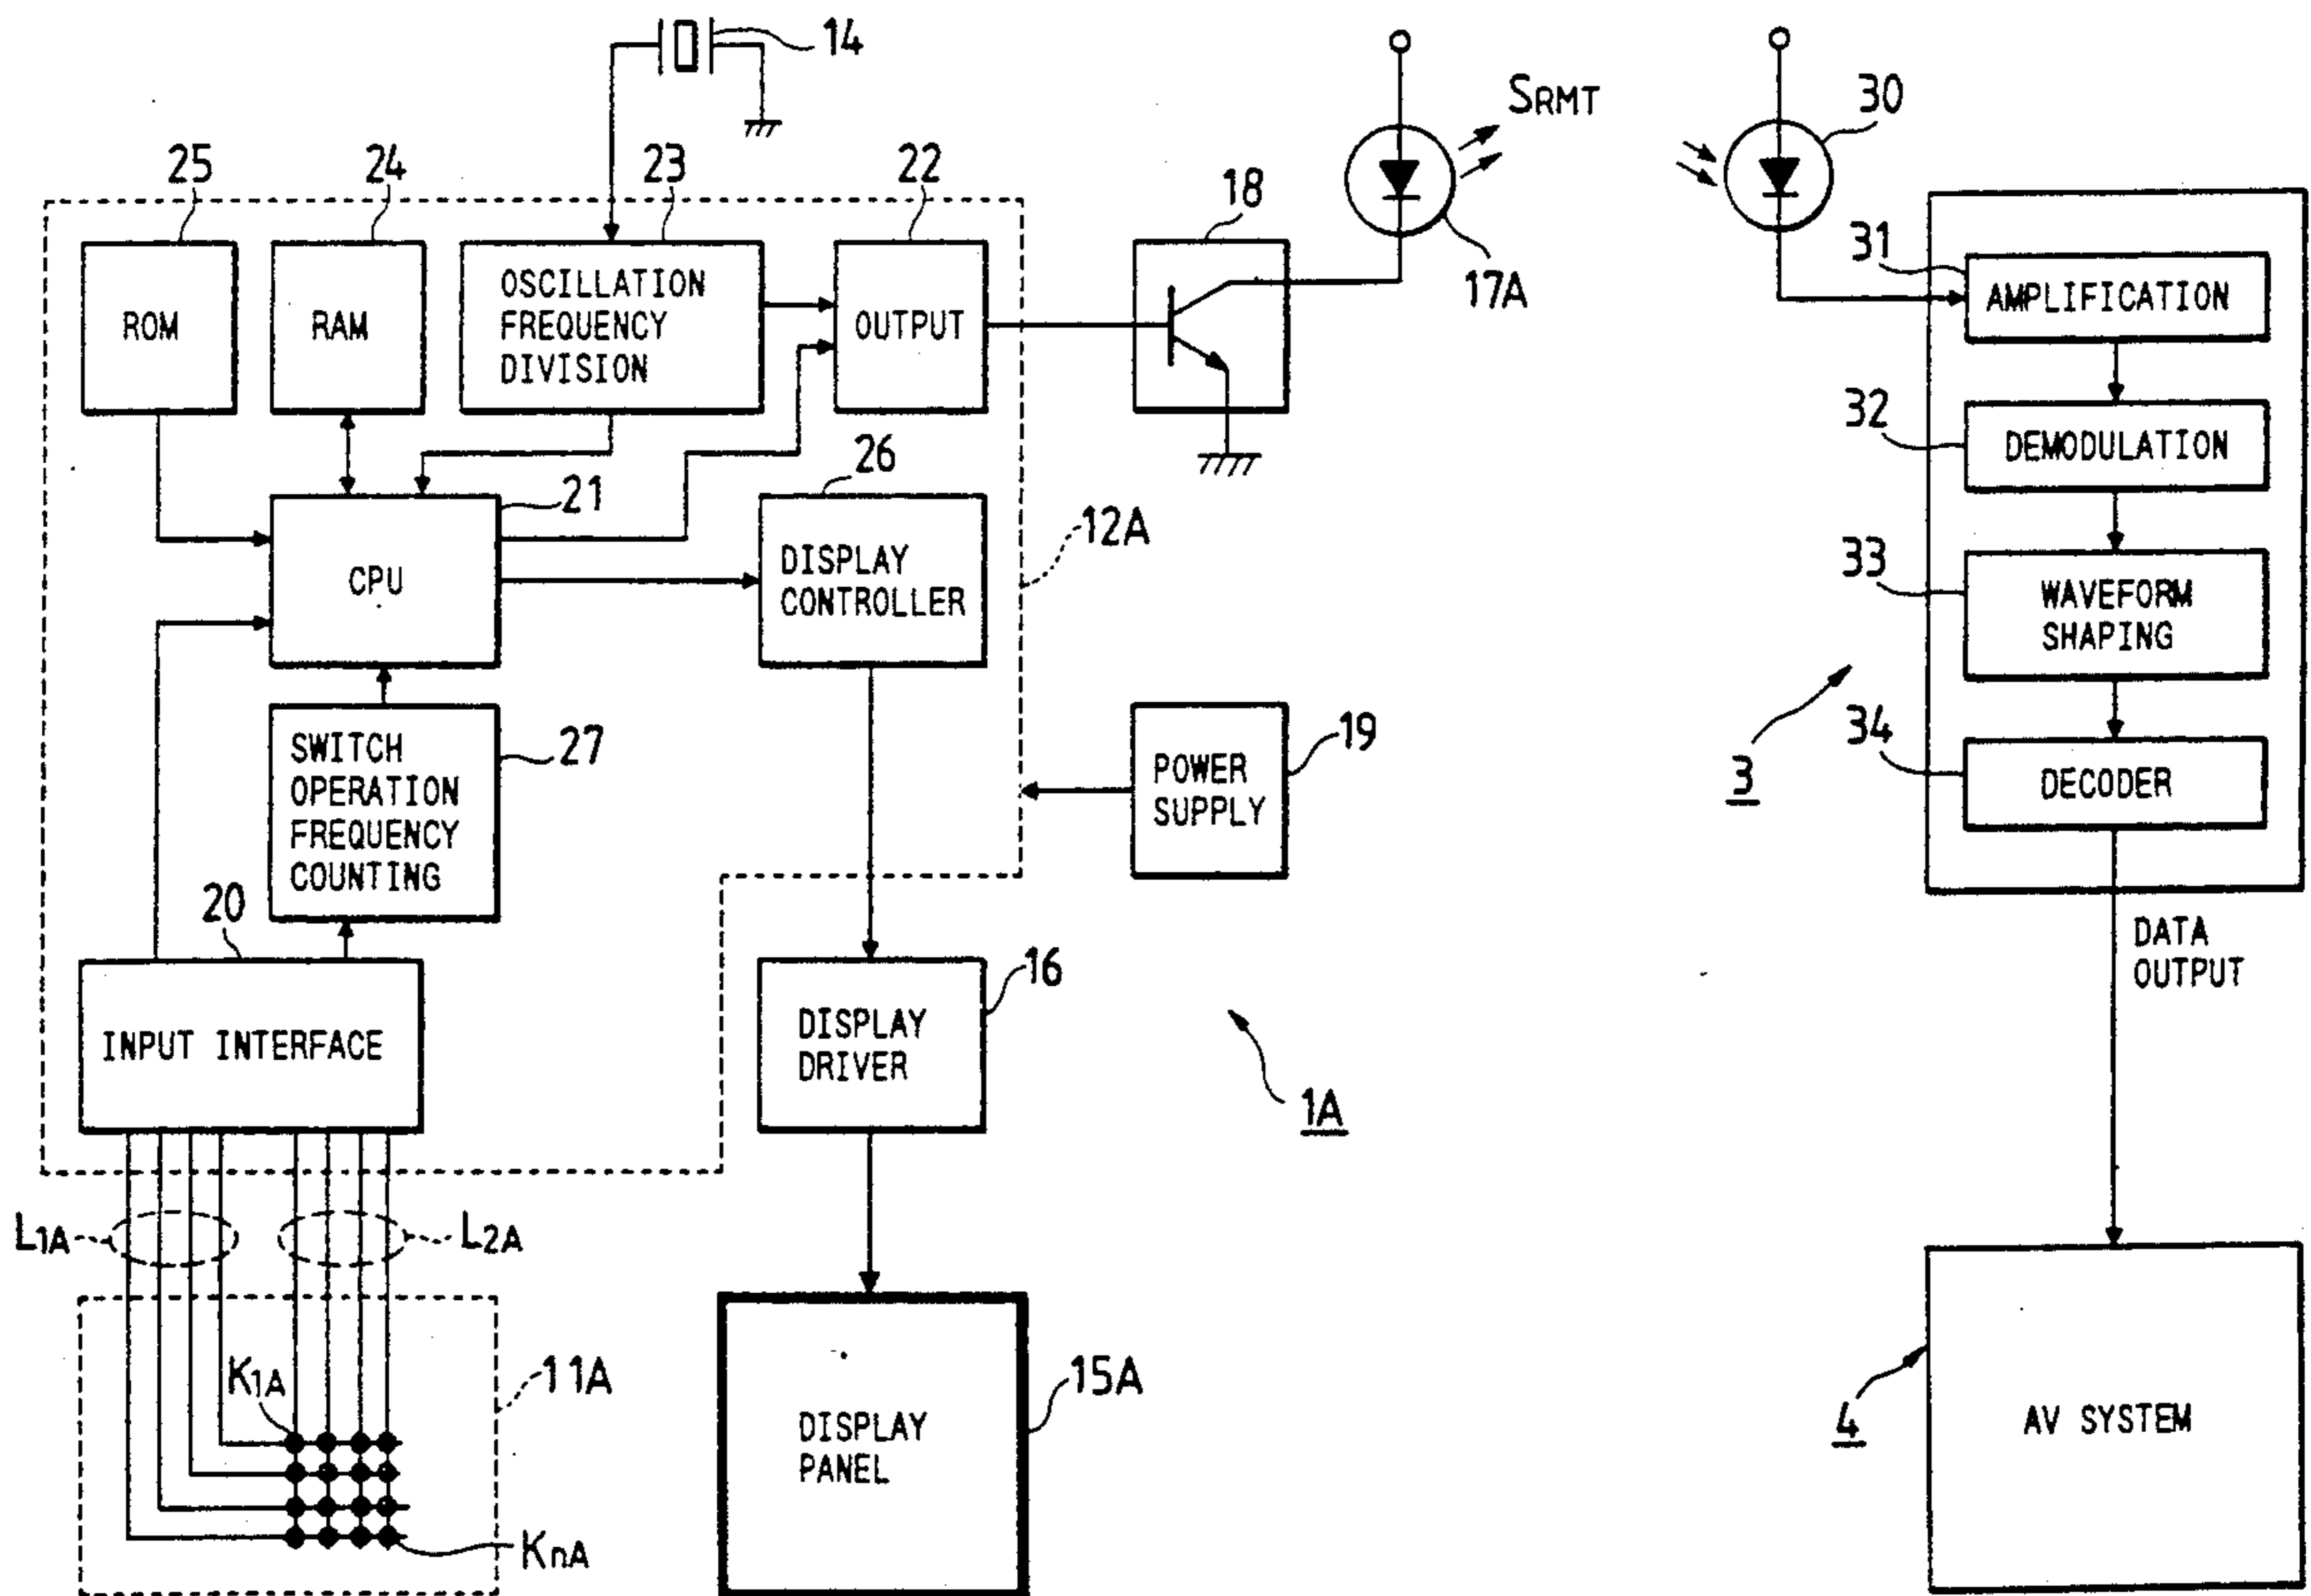 14
SRMT
30
25
24
23
22
18
31
17A
ROM
RAM
OSCILLATION
FREQUENCY
DIVISION
OUTPUT
AMPLIFICATION
32
DEMODULATION
26
21
12A
33
CPU
DISPLAY
CONTROLLER
WAVEFORM
SHAPING
27
19
3
34
SWITCH
OPERATION
FREQUENCY
COUNTING
POWER
SUPPLY
DECODER
20
16
DATA
OUTPUT
INPUT INTERFACE
DISPLAY
DRIVER
1A
L1A
L2A
K1A
11A
15A
4
DISPLAY
PANEL
AV SYSTEM
KnA